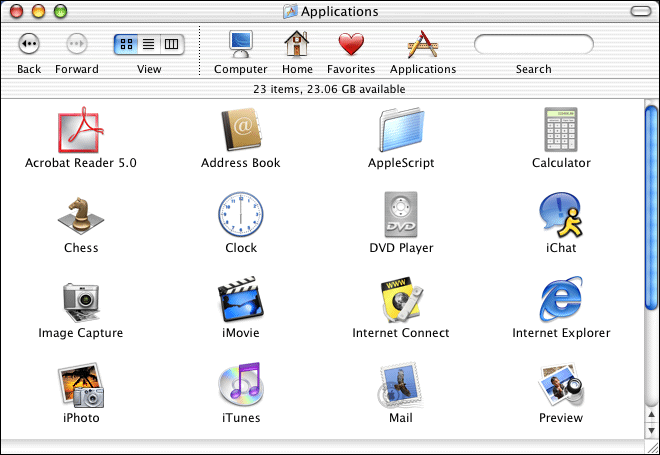 Applications
Back Forward View Computer Home Favorites Applications Search
23 items, 23.06 GB available
Acrobat Reader 5.0 Address Book AppleScript Calculator
@
Chess Clock DVD Player iChat
DVD
Image Capture iMovie Internet Connect Internet Explorer
WWW
iPhoto iTunes Mail Preview